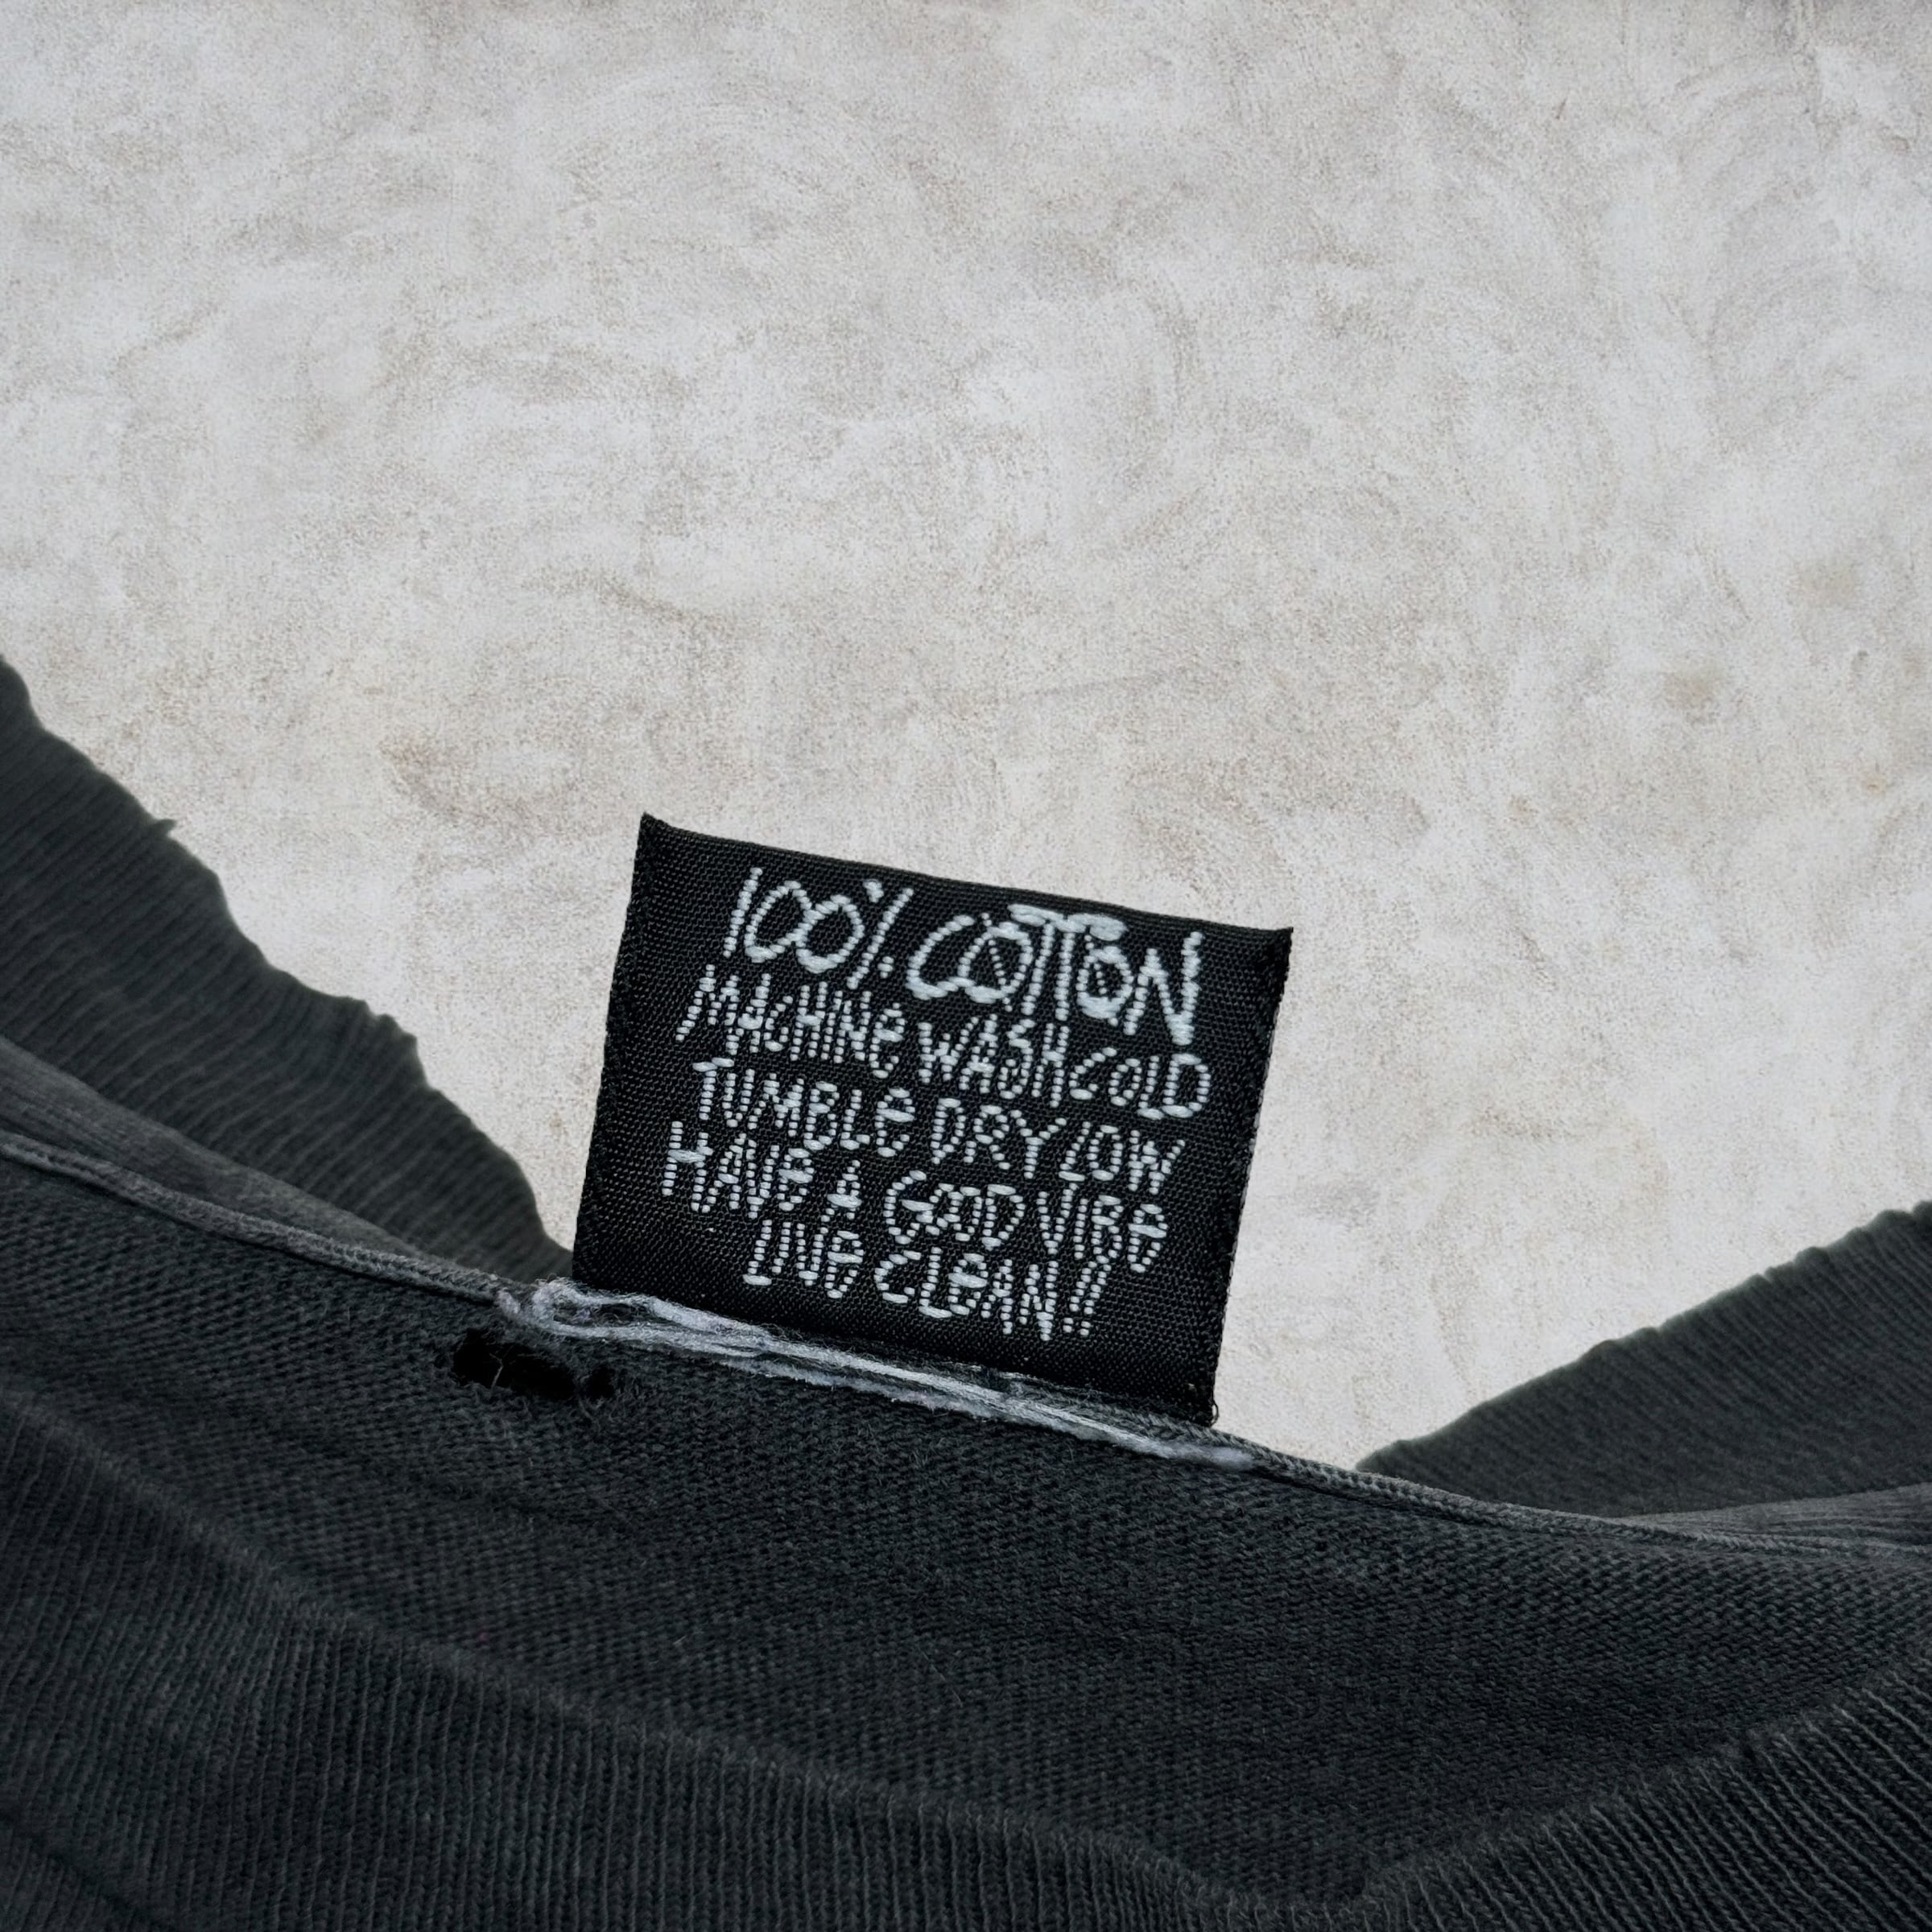 100% COTTON
MACHINE WASH COLD
TUMBLE DRY LOW
HAVE A GOOD VIBE
LIVE CLEAN!!